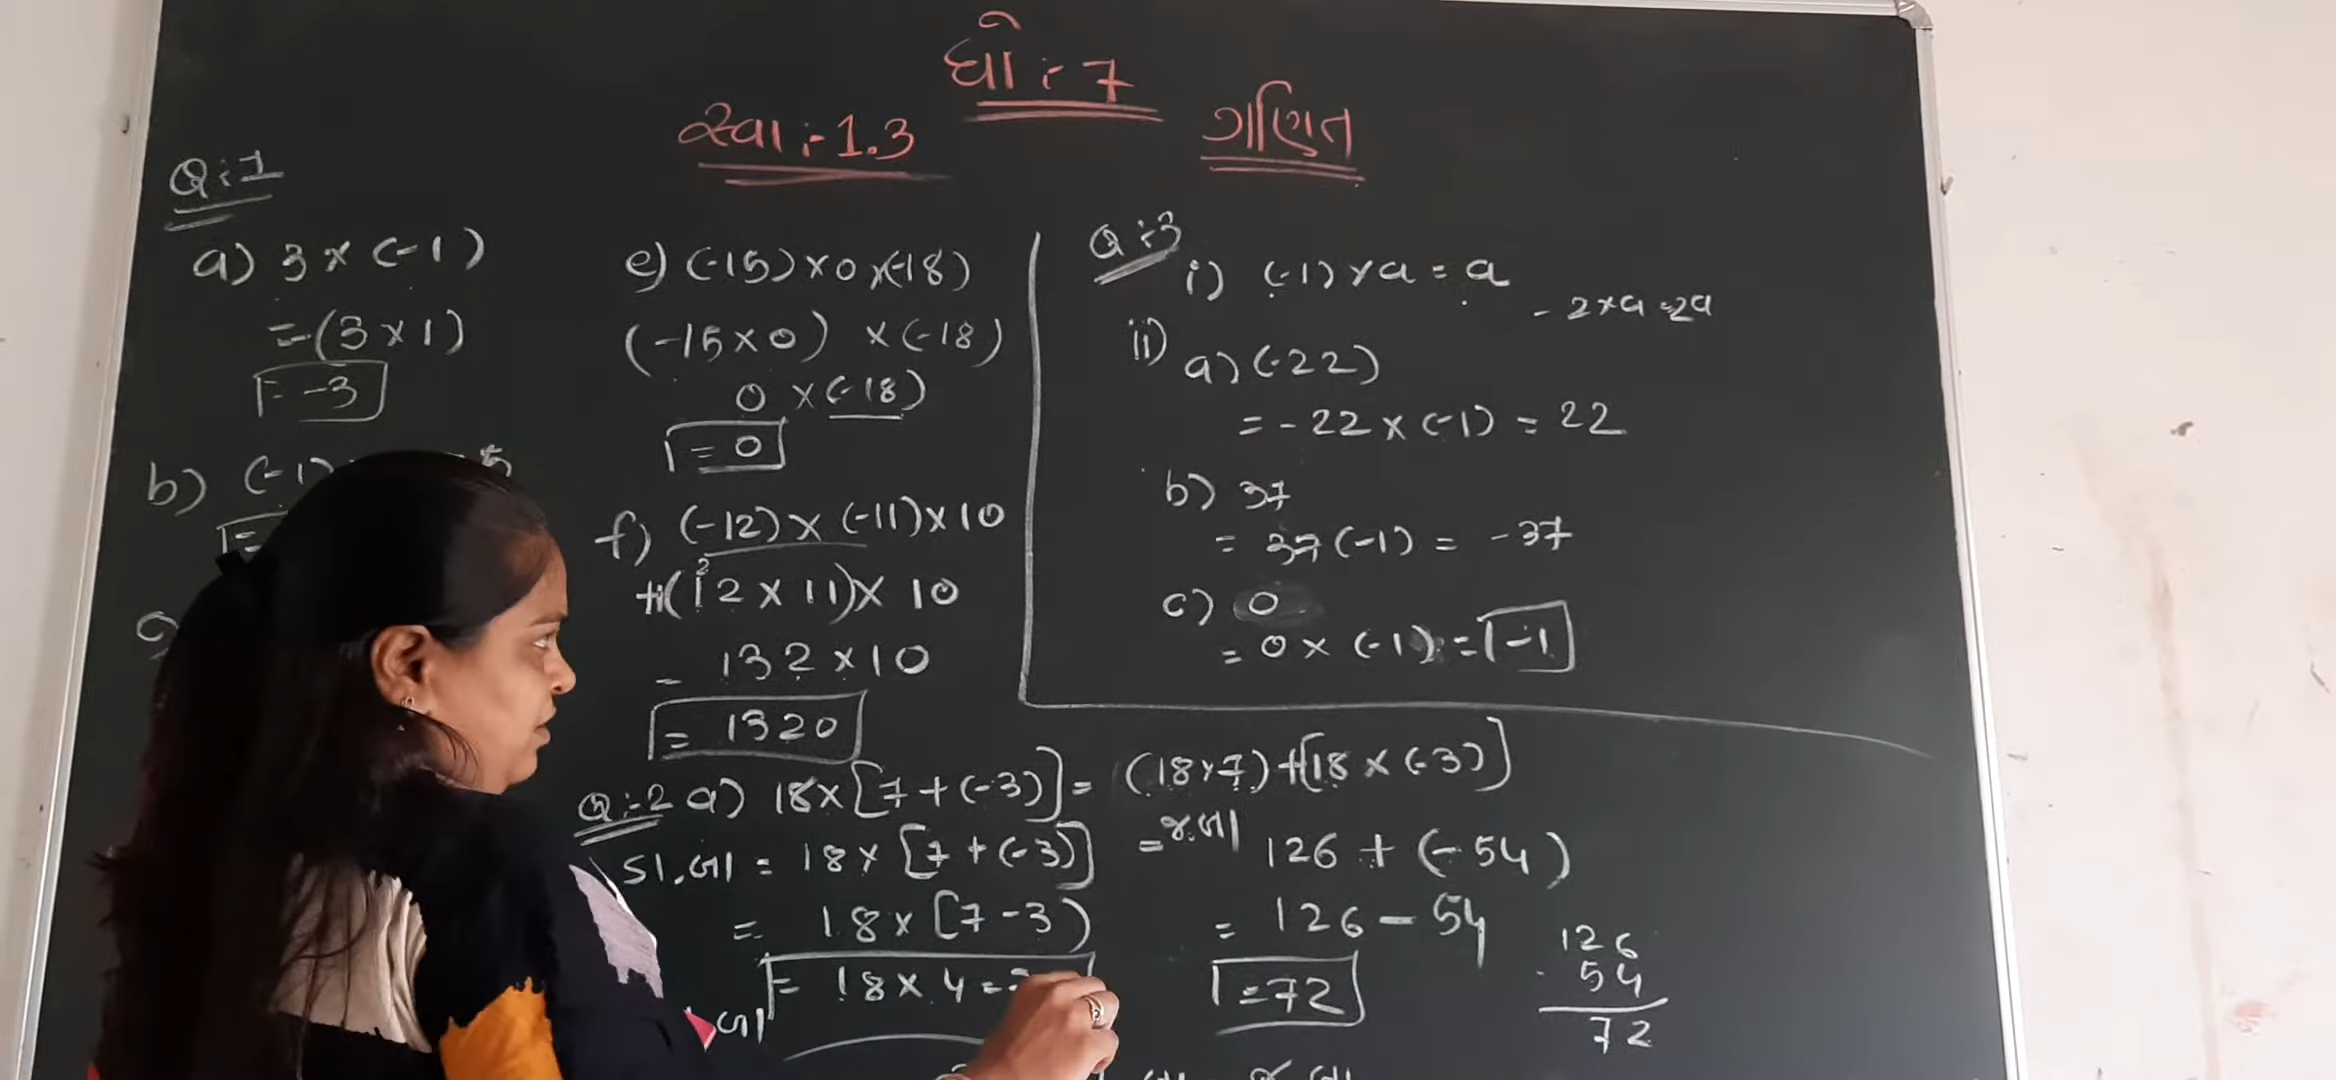 ધો :- 7
સ્વા :- 1.3
ગણિત
Q:1
a) 3 × (-1)
= -(3 × 1)
= -3
b) (-1)
e) (-15) × 0 × (-18)
(-15 × 0) × (-18)
0 × (-18)
= 0
f) (-12) × (-11) × 10
+(12 × 11) × 10
= 132 × 10
= 1320
Q:-3
i) (-1) × a = a
- 2 × a = 2a
ii) a) (-22)
= -22 × (-1) = 22
b) 37
= 37 (-1) = -37
c) 0
= 0 × (-1) = -1
Q:-2 a) 18 × [7 + (-3)] = (18 × 7) + [18 × (-3)]
ડા.બા = 18 × [7 + (-3)]
= 18 × [7 - 3)
= 18 × 4 =
બા
= જ.બા 126 + (-54)
= 126 - 54
= 72
126
- 54
72